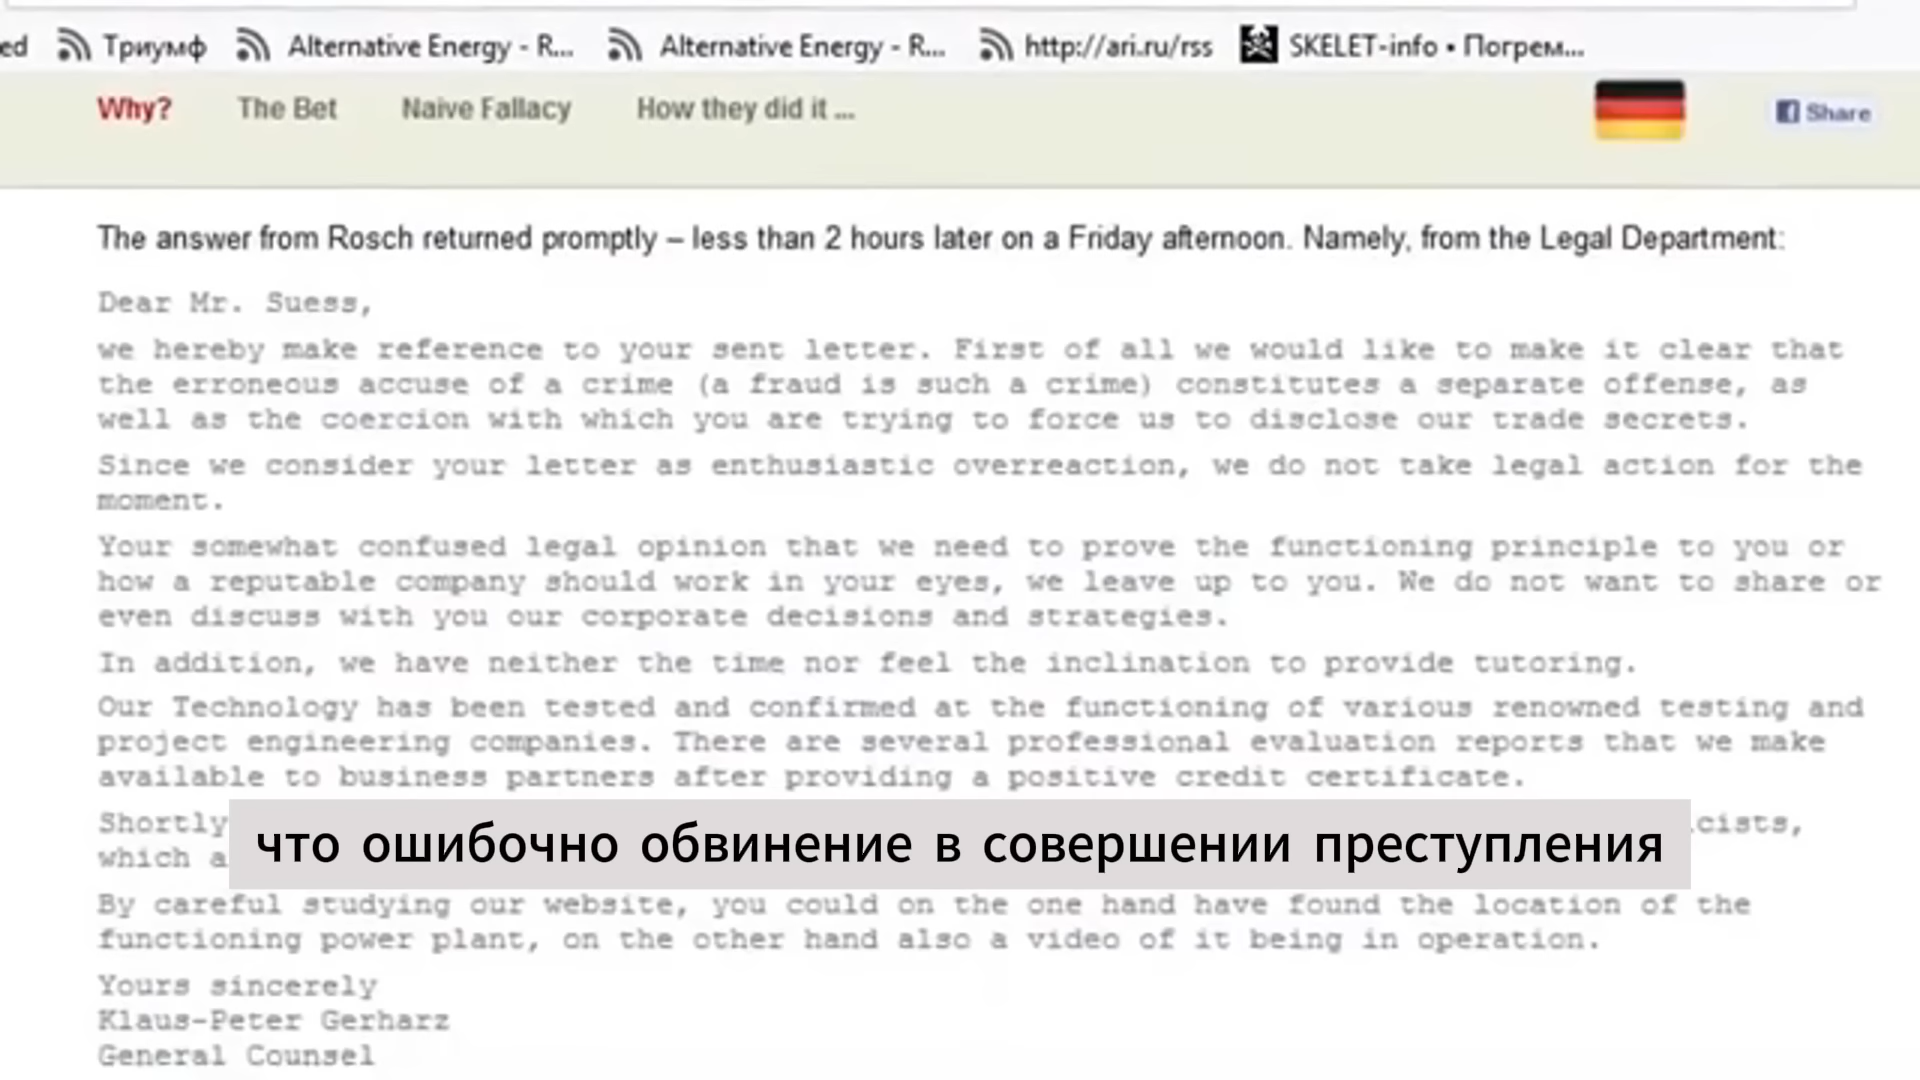 ed Триумф Alternative Energy - R... Alternative Energy - R... http://ari.ru/rss SKELET-info • Погрем...
Why? The Bet Naive Fallacy How they did it ... Share
The answer from Rosch returned promptly – less than 2 hours later on a Friday afternoon. Namely, from the Legal Department:
Dear Mr. Suess,
we hereby make reference to your sent letter. First of all we would like to make it clear that
the erroneous accuse of a crime (a fraud is such a crime) constitutes a separate offense, as
well as the coercion with which you are trying to force us to disclose our trade secrets.
Since we consider your letter as enthusiastic overreaction, we do not take legal action for the
moment.
Your somewhat confused legal opinion that we need to prove the functioning principle to you or
how a reputable company should work in your eyes, we leave up to you. We do not want to share or
even discuss with you our corporate decisions and strategies.
In addition, we have neither the time nor feel the inclination to provide tutoring.
Our Technology has been tested and confirmed at the functioning of various renowned testing and
project engineering companies. There are several professional evaluation reports that we make
available to business partners after providing a positive credit certificate.
Shortly cists,
which a
что ошибочно обвинение в совершении преступления
By careful studying our website, you could on the one hand have found the location of the
functioning power plant, on the other hand also a video of it being in operation.
Yours sincerely
Klaus-Peter Gerharz
General Counsel